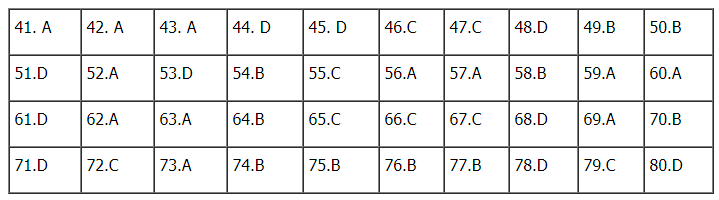 41. A 42. A 43. A 44. D 45. D 46.C 47.C 48.D 49.B 50.B
51.D 52.A 53.D 54.B 55.C 56.A 57.A 58.B 59.A 60.A
61.D 62.A 63.A 64.B 65.C 66.C 67.C 68.D 69.A 70.B
71.D 72.C 73.A 74.B 75.B 76.B 77.B 78.D 79.C 80.D